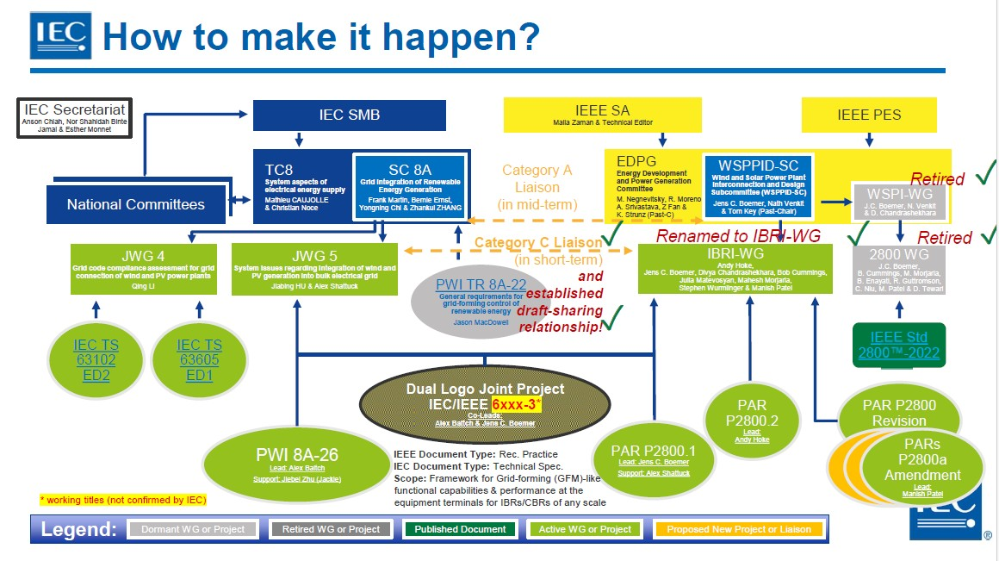 IEC
How to make it happen?
IEC Secretariat
Anson Chiah, Nor Shahidah Binte
Jamal & Esther Monnet
IEC SMB
IEEE SA
Malia Zaman & Technical Editor
IEEE PES
National Committees
TC8
System aspects of
electrical energy supply
Mathieu CAUJOLLE
& Christian Noce
SC 8A
Grid Integration of Renewable
Energy Generation
Frank Martin, Bernie Ernst,
Yongning Chi & Zhankui ZHANG
Category A
Liaison
(in mid-term)
EDPG
Energy Development
and Power Generation
Committee
M. Negnevitsky, R. Moreno
A. Srivastava, Z Fan &
K. Strunz (Past-C)
WSPPID-SC
Wind and Solar Power Plant
Interconnection and Design
Subcommittee (WSPPID-SC)
Jens C. Boemer, Nath Venkit
& Tom Key (Past-Chair)
Retired
WSPI-WG
J.C. Boemer, N. Venkit
& D. Chandrashekhara
Category C Liaison
(in short-term)
and
established
draft-sharing
relationship!
Renamed to IBRI-WG
Retired
JWG 4
Grid code compliance assessment for grid
connection of wind and PV power plants
Qing Li
JWG 5
System issues regarding integration of wind and
PV generation into bulk electrical grid
Jiabing HU & Alex Shattuck
PWI TR 8A-22
General requirements for
grid-forming control of
renewable energy
Jason MacDowell
IBRI-WG
Andy Hoke,
Jens C. Boemer, Divya Chandrashekhara, Bob Cummings,
Julia Matevosyan, Mahesh Morjaria,
Stephen Wurmlinger & Manish Patel
2800 WG
J.C. Boemer,
B. Cummings, M. Morjaria,
B. Enayati, R. Guttromson,
C. Niu, M. Patel & D. Tewari
IEC TS
63102
ED2
IEC TS
63605
ED1
IEEE Std
2800™-2022
Dual Logo Joint Project
IEC/IEEE 6xxx-3*
Co-Leads:
Alex Baitch & Jens C. Boemer
PAR
P2800.2
Lead:
Andy Hoke
PAR P2800
Revision
PWI 8A-26
Lead: Alex Baitch
Support: Jiebei Zhu (Jackie)
IEEE Document Type: Rec. Practice
IEC Document Type: Technical Spec.
Scope: Framework for Grid-forming (GFM)-like
functional capabilities & performance at the
equipment terminals for IBRs/CBRs of any scale
PAR P2800.1
Lead: Jens C. Boemer
Support: Alex Shattuck
PARs
P2800a
Amendment
Lead:
Manish Patel
* working titles (not confirmed by IEC)
Legend:
Dormant WG or Project
Retired WG or Project
Published Document
Active WG or Project
Proposed New Project or Liaison
IEC
®